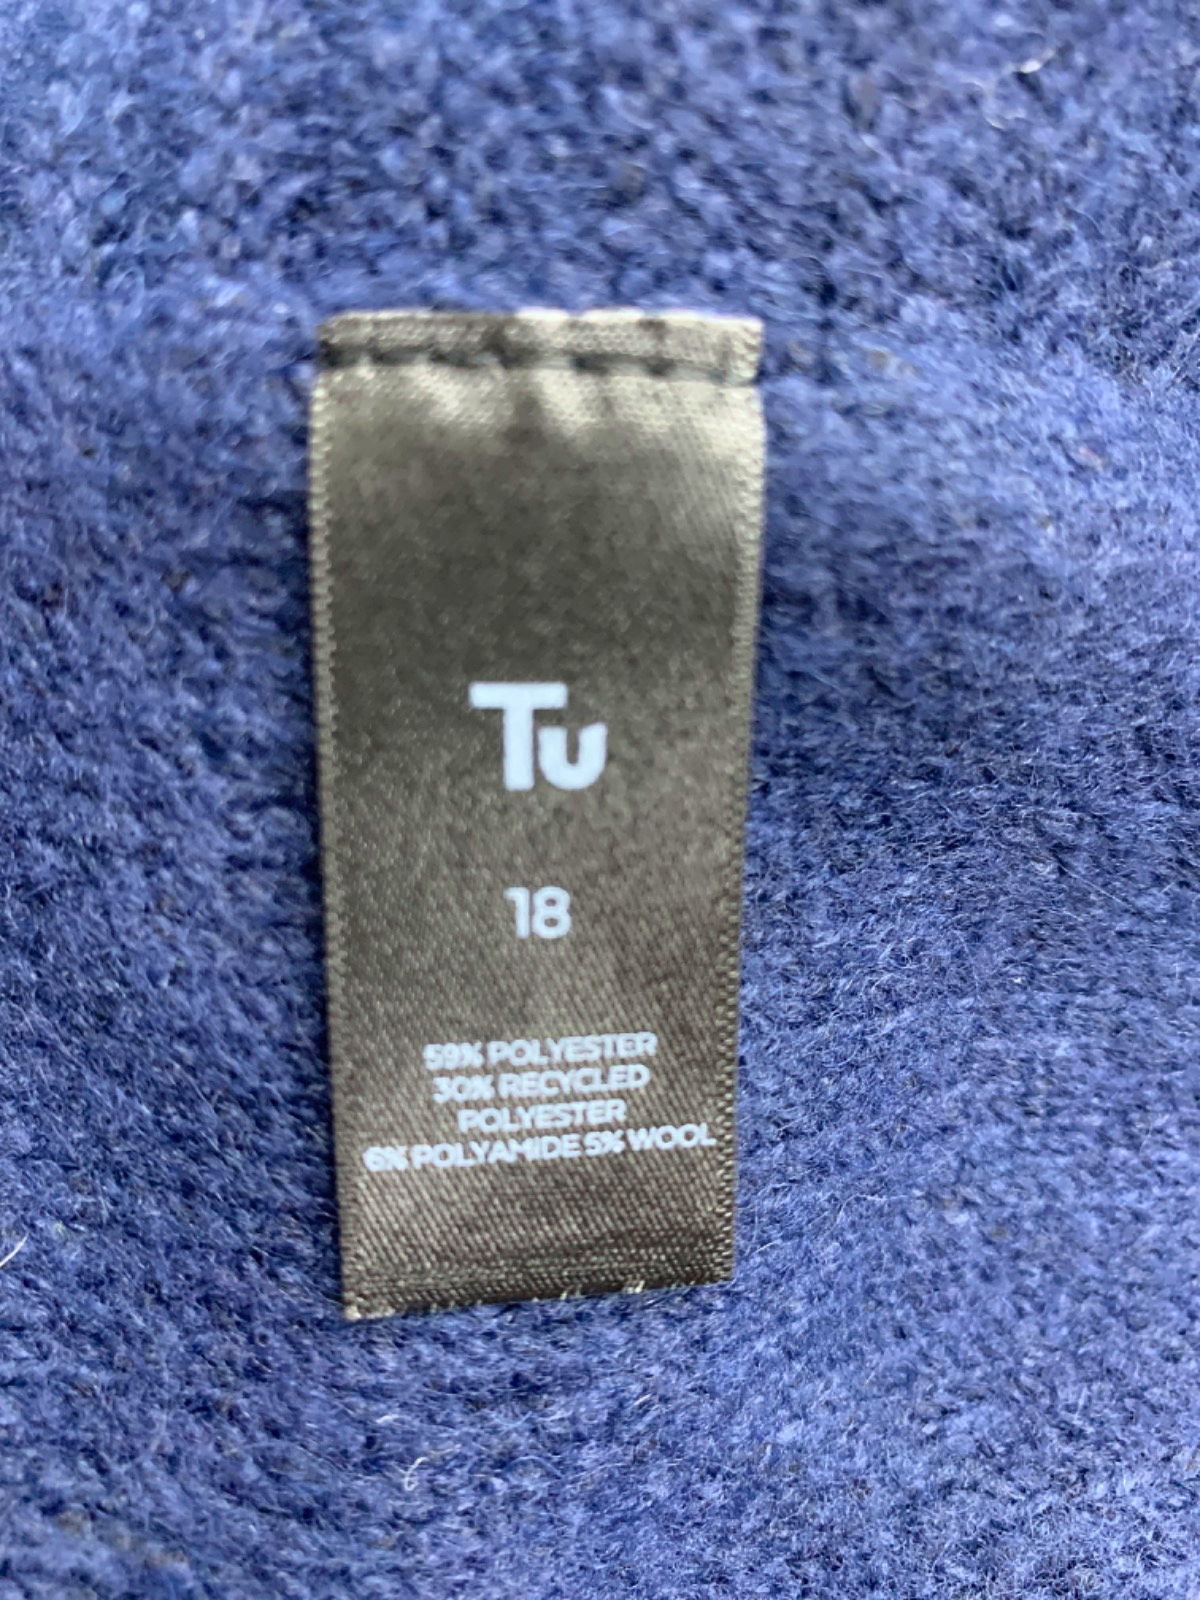 Tu
18
59% POLYESTER
30% RECYCLED
POLYESTER
6% POLYAMIDE 5% WOOL